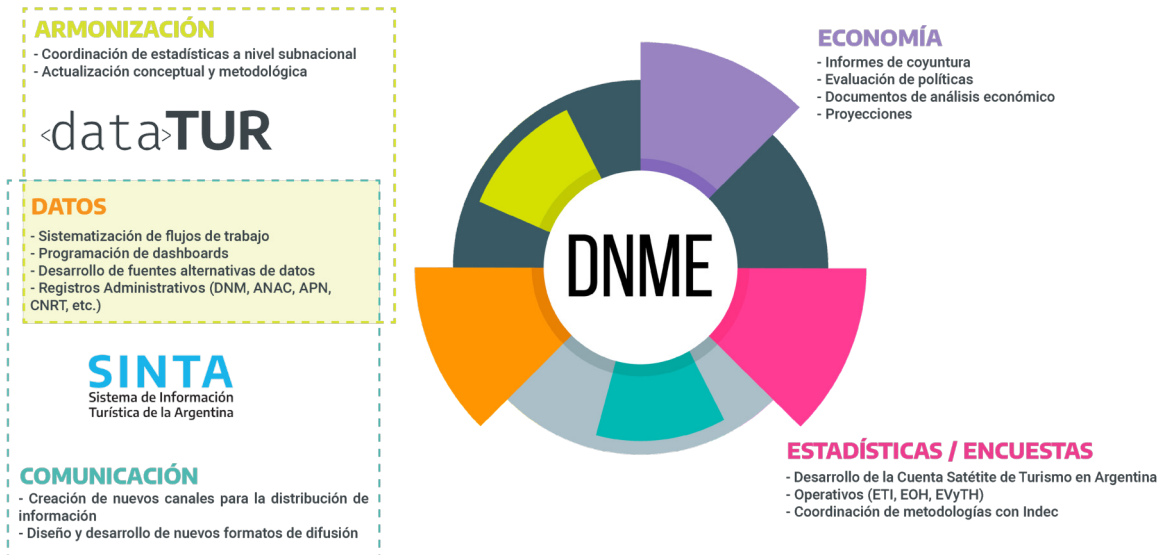 ARMONIZACIÓN
- Coordinación de estadísticas a nivel subnacional
- Actualización conceptual y metodológica
<data>TUR
DATOS
- Sistematización de flujos de trabajo
- Programación de dashboards
- Desarrollo de fuentes alternativas de datos
- Registros Administrativos (DNM, ANAC, APN,
CNRT, etc.)
SINTA
Sistema de Información
Turística de la Argentina
COMUNICACIÓN
- Creación de nuevos canales para la distribución de
información
- Diseño y desarrollo de nuevos formatos de difusión
DNME
ECONOMÍA
- Informes de coyuntura
- Evaluación de políticas
- Documentos de análisis económico
- Proyecciones
ESTADÍSTICAS / ENCUESTAS
- Desarrollo de la Cuenta Satétite de Turismo en Argentina
- Operativos (ETI, EOH, EVyTH)
- Coordinación de metodologías con Indec